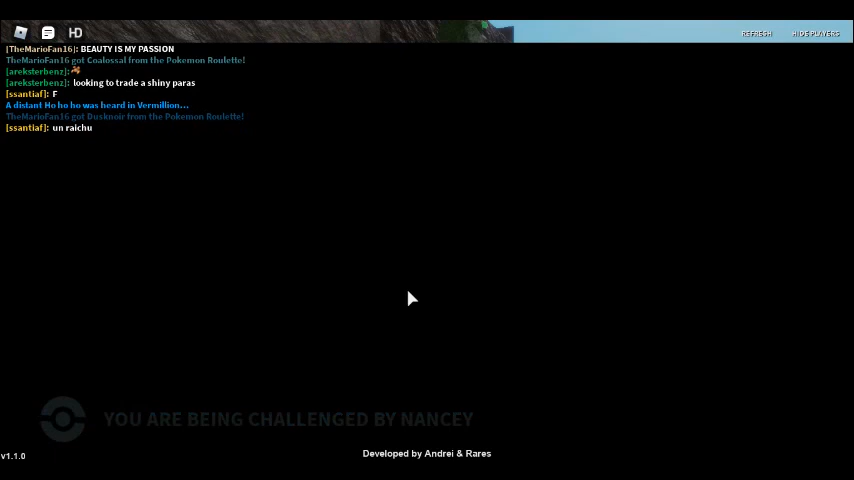 HD
REFRESH HIDE PLAYERS
[TheMarioFan16]: BEAUTY IS MY PASSION
TheMarioFan16 got Coalossal from the Pokemon Roulette!
[areksterbenz]:
[areksterbenz]: looking to trade a shiny paras
[ssantiaf]: F
A distant Ho ho ho was heard in Vermillion...
TheMarioFan16 got Dusknoir from the Pokemon Roulette!
[ssantiaf]: un raichu
YOU ARE BEING CHALLENGED BY NANCEY
Developed by Andrei & Rares
v1.1.0